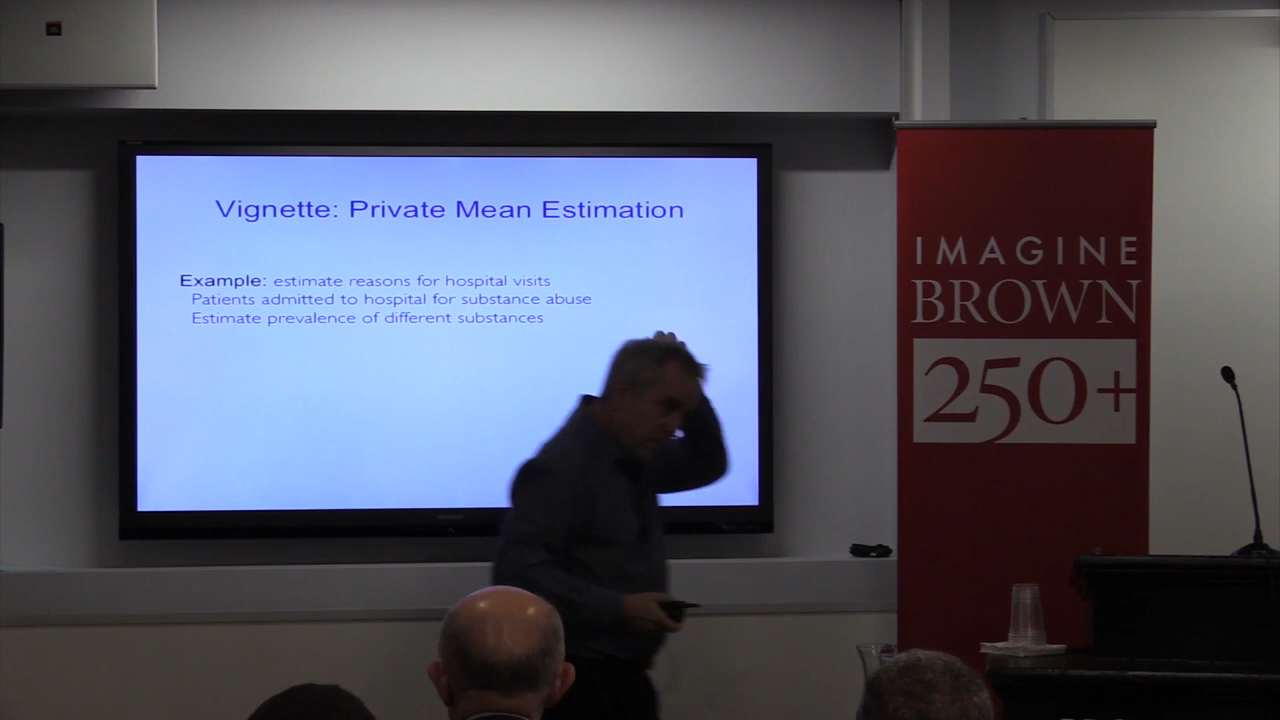 Vignette: Private Mean Estimation
Example: estimate reasons for hospital visits
Patients admitted to hospital for substance abuse
Estimate prevalence of different substances
IMAGINE
BROWN
250+